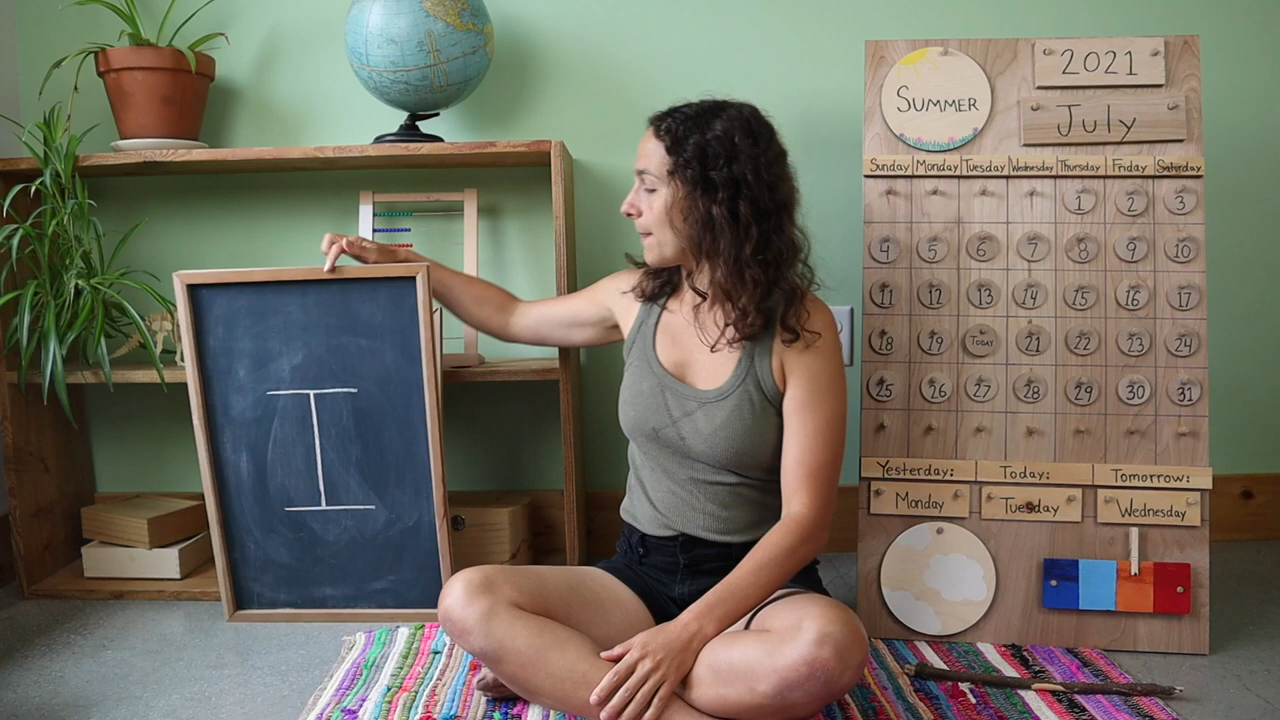 I
SUMMER
2021
July
Sunday Monday Tuesday Wednesday Thursday Friday Saturday
1 2 3
4 5 6 7 8 9 10
11 12 13 14 15 16 17
18 19 TODAY 21 22 23 24
25 26 27 28 29 30 31
Yesterday: Today: Tomorrow:
Monday Tuesday Wednesday